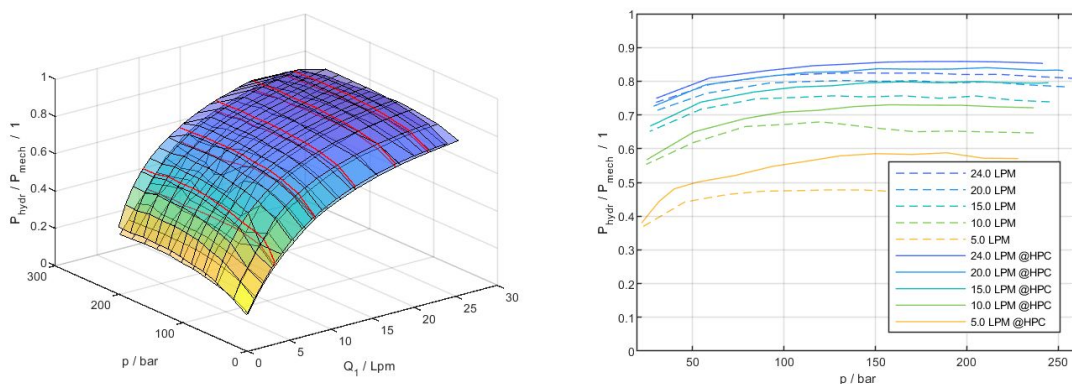 1
0.8
0.6
0.4
0.2
0
P_hydr / P_mech / 1
300
200
100
0
p / bar
0
5
10
15
20
25
30
Q_1 / Lpm
1
0.9
0.8
0.7
0.6
0.5
0.4
0.3
0.2
0.1
0
P_hydr / P_mech / 1
24.0 LPM
20.0 LPM
15.0 LPM
10.0 LPM
5.0 LPM
24.0 LPM @HPC
20.0 LPM @HPC
15.0 LPM @HPC
10.0 LPM @HPC
5.0 LPM @HPC
50
100
150
200
250
p / bar